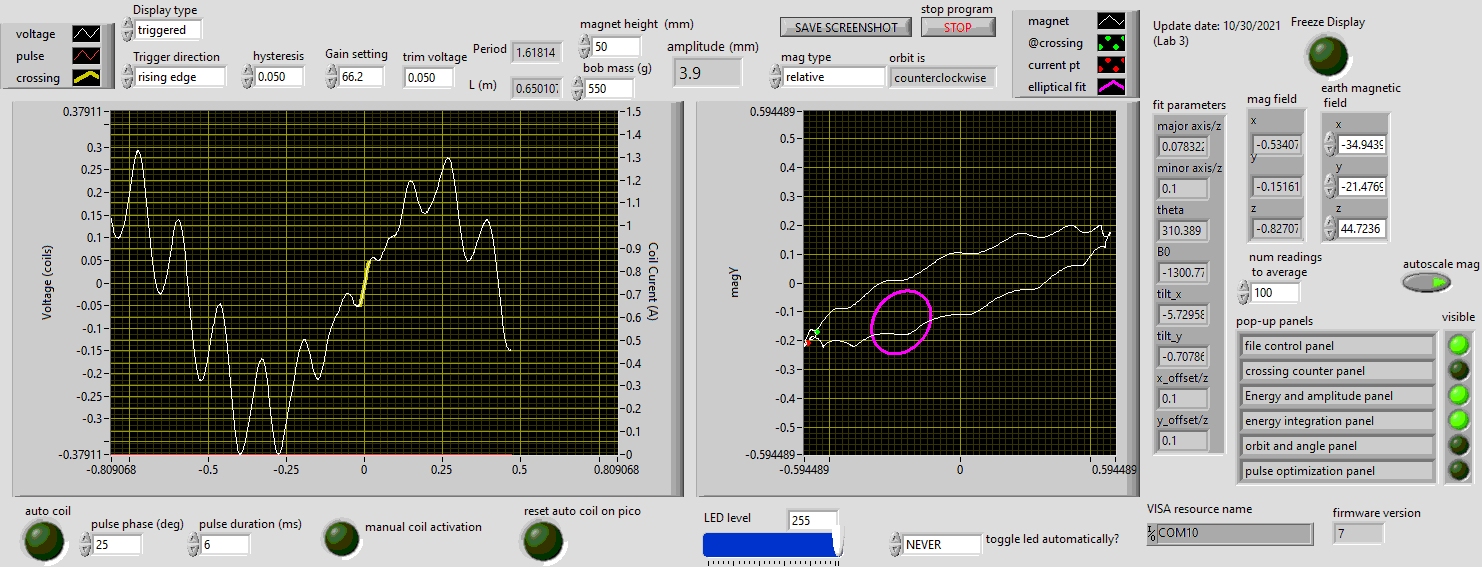 voltage
pulse
crossing
Display type
triggered
Trigger direction
rising edge
hysteresis
0.050
Gain setting
66.2
trim voltage
0.050
Period
1.61814
L (m)
0.650107
magnet height (mm)
50
bob mass (g)
550
amplitude (mm)
3.9
SAVE SCREENSHOT
stop program
STOP
mag type
relative
orbit is
counterclockwise
magnet
@crossing
current pt
elliptical fit
Update date: 10/30/2021
(Lab 3)
Freeze Display
Voltage (coils)
0.37911
0.3
0.25
0.2
0.15
0.1
0.05
0
-0.05
-0.1
-0.15
-0.2
-0.25
-0.3
-0.37911
-0.809068
-0.5
-0.25
0
0.25
0.5
0.809068
1.5
1.4
1.3
1.2
1.1
1
0.9
0.8
0.7
0.6
0.5
0.4
0.3
0.2
0.1
0
Coil Current (A)
magy
0.594489
0.5
0.4
0.3
0.2
0.1
0
-0.1
-0.2
-0.3
-0.4
-0.5
-0.594489
-0.594489
0
0.594489
fit parameters
major axis/z
0.07832
minor axis/z
0.1
theta
310.389
B0
-1300.77
tilt_x
-5.72958
tilt_y
-0.70786
x_offset/z
0.1
y_offset/z
0.1
mag field
x
-0.53407
y
-0.15161
z
-0.82707
earth magnetic
field
x
-34.9439
y
-21.4769
z
44.7236
num readings
to average
100
autoscale mag
pop-up panels
visible
file control panel
crossing counter panel
Energy and amplitude panel
energy integration panel
orbit and angle panel
pulse optimization panel
auto coil
pulse phase (deg)
25
pulse duration (ms)
6
manual coil activation
reset auto coil on pico
LED level
255
NEVER
toggle led automatically?
VISA resource name
COM10
firmware version
7